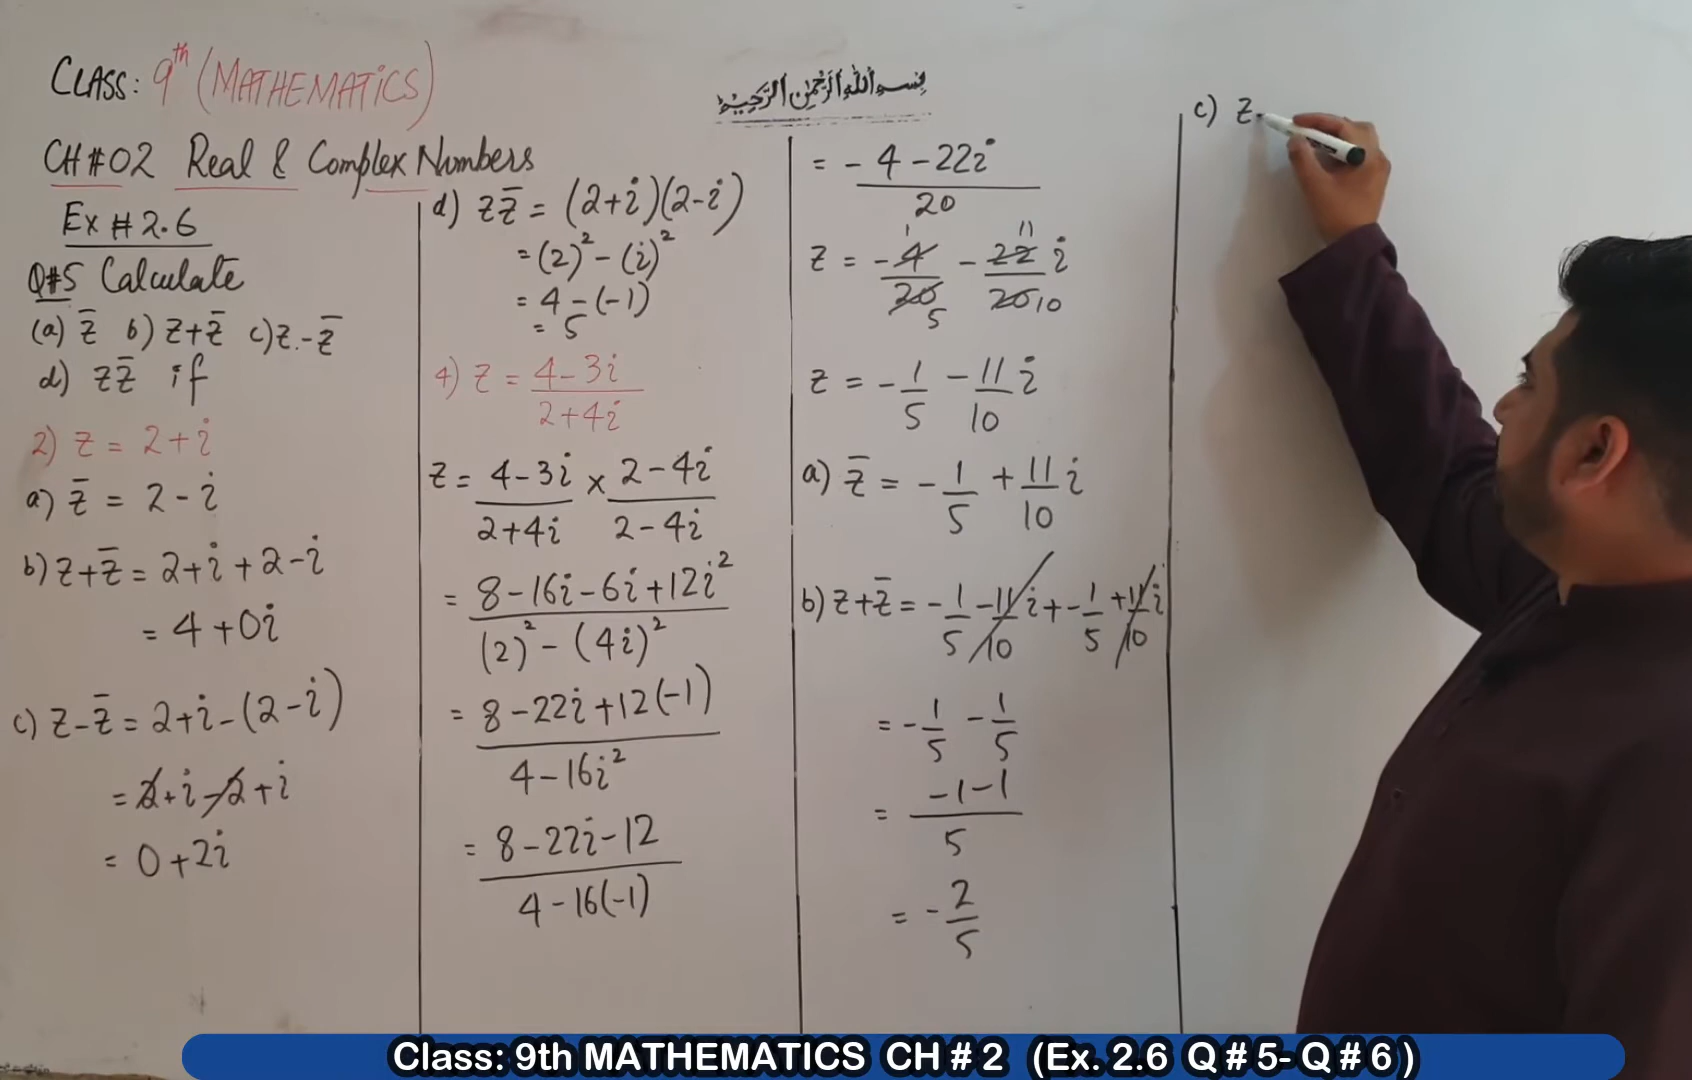 CLASS: 9th (MATHEMATICS)
بسم الله الرحمن الرحيم
CH # 02 Real & Complex Numbers
Ex # 2.6
Q#5 Calculate
(a) z̄ b) z+z̄ c) z.-z̄
d) zz̄ if
2) z = 2+i
a) z̄ = 2-i
b) z+z̄ = 2+i+2-i
= 4+0i
c) z-z̄ = 2+i-(2-i)
= 2+i-2+i
= 0+2i
d) zz̄ = (2+i)(2-i)
= (2)² - (i)²
= 4-(-1)
= 5
4) z = 4-3i
2+4i
z = 4-3i × 2-4i
2+4i 2-4i
= 8-16i-6i+12i²
(2)² - (4i)²
= 8-22i+12(-1)
4-16i²
= 8-22i-12
4-16(-1)
= -4-22i
20
1 11
z = -4 - 22 i
20 20 10
5
z = -1 - 11 i
5 10
a) z̄ = -1 + 11 i
5 10
b) z+z̄ = -1 - 11 i + -1 + 11 i
5 10 5 10
= -1 - 1
5 5
= -1-1
5
= -2
5
c) z
Class: 9th MATHEMATICS CH # 2 (Ex. 2.6 Q # 5- Q # 6 )